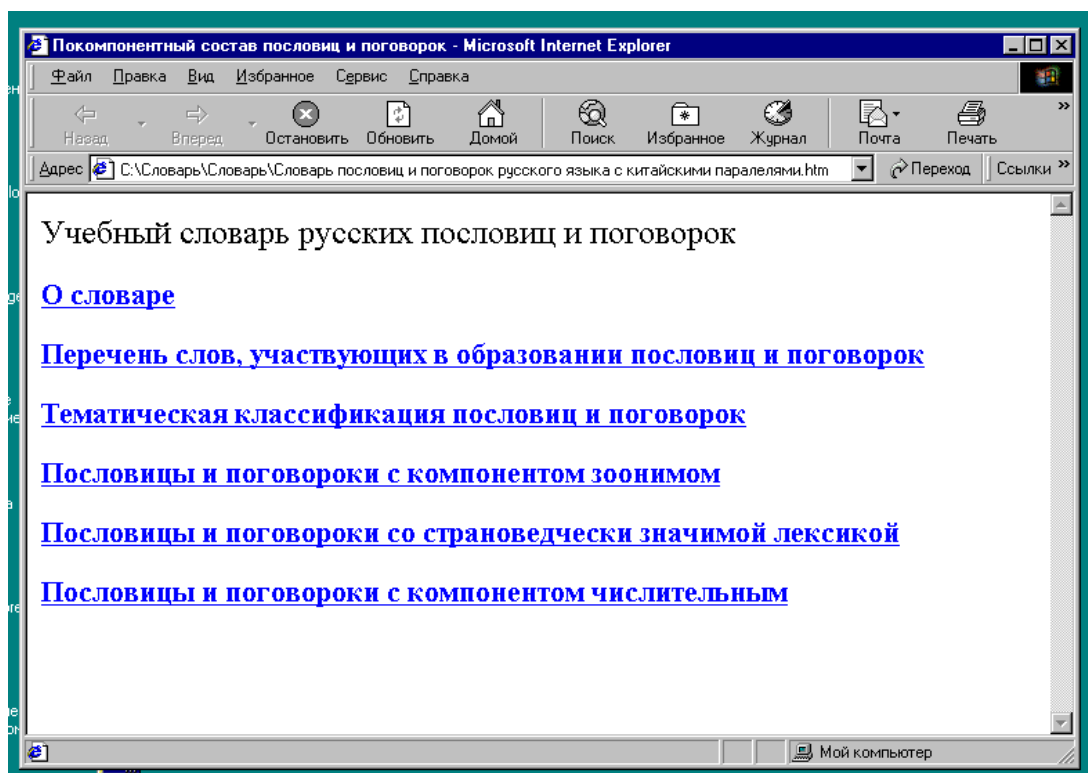 Покомпонентный состав пословиц и поговорок - Microsoft Internet Explorer
Файл Правка Вид Избранное Сервис Справка
Назад Вперед Остановить Обновить Домой Поиск Избранное Журнал Почта Печать »
Адрес C:\Словарь\Словарь\Словарь пословиц и поговорок русского языка с китайскими паралелями.htm Переход Ссылки »
Учебный словарь русских пословиц и поговорок
О словаре
Перечень слов, участвующих в образовании пословиц и поговорок
Тематическая классификация пословиц и поговорок
Пословицы и поговороки с компонентом зоонимом
Пословицы и поговороки со страноведчески значимой лексикой
Пословицы и поговороки с компонентом числительным
Мой компьютер